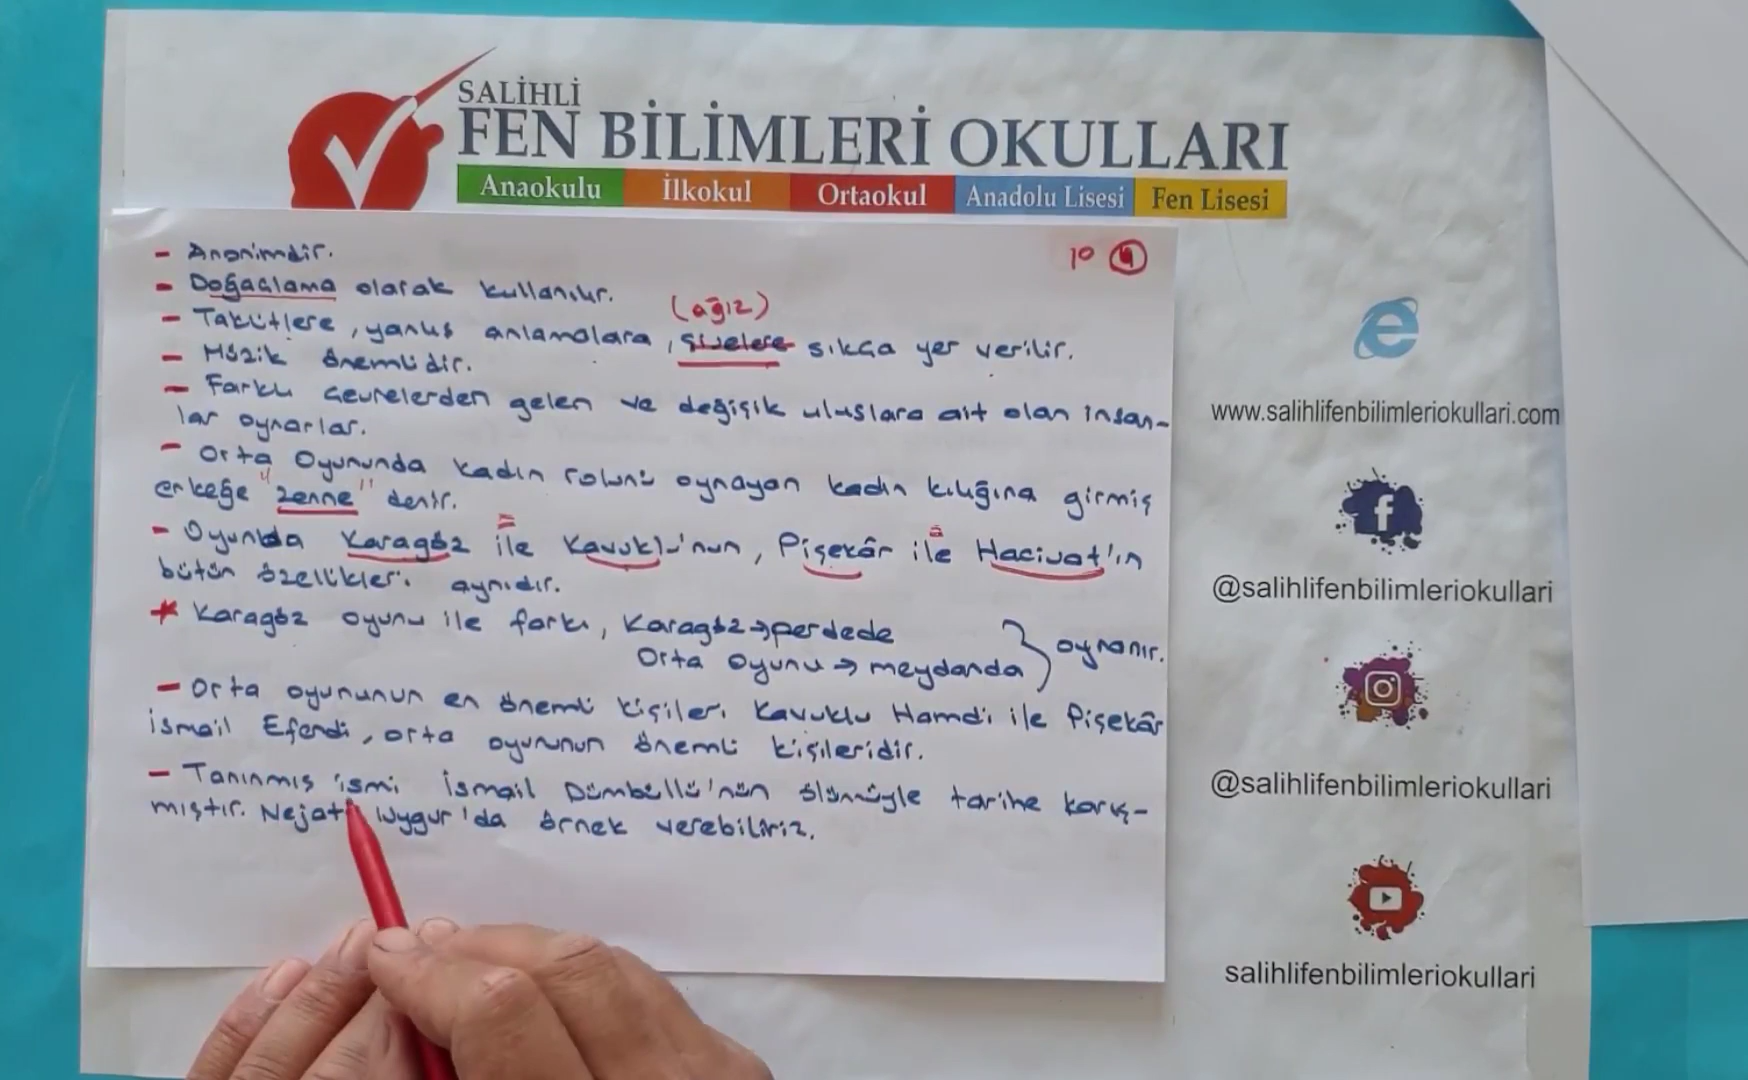 SALİHLİ
FEN BİLİMLERİ OKULLARI
Anaokulu İlkokul Ortaokul Anadolu Lisesi Fen Lisesi
10 4
- Anonimdir.
- Doğaçlama olarak kullanılır.
(ağız)
- Taklitlere, yanlış anlamalara, şivelere sıkça yer verilir.
- Müzik önemlidir.
- Farklı çevrelerden gelen ve değişik uluslara ait olan insan-
lar oynarlar.
- Orta Oyununda kadın rolünü oynayan kadın kılığına girmiş
erkeğe "zenne" denir.
- Oyunda Karagöz ile Kavuklu'nun, Pişekâr ile Hacivat'ın
bütün özellikleri aynıdır.
* Karagöz oyunu ile farkı, Karagöz → perdede
Orta oyunu → meydanda } oynanır.
- Orta oyununun en önemli kişileri Kavuklu Hamdi ile Pişekâr
İsmail Efendi, orta oyununun önemli kişileridir.
- Tanınmış ismi İsmail Dümbüllü'nün ölümüyle tarihe karış-
mıştır. Nejat Uygur'da örnek verebiliriz.
www.salihlifenbilimleriokullari.com
@salihlifenbilimleriokullari
@salihlifenbilimleriokullari
salihlifenbilimleriokullari